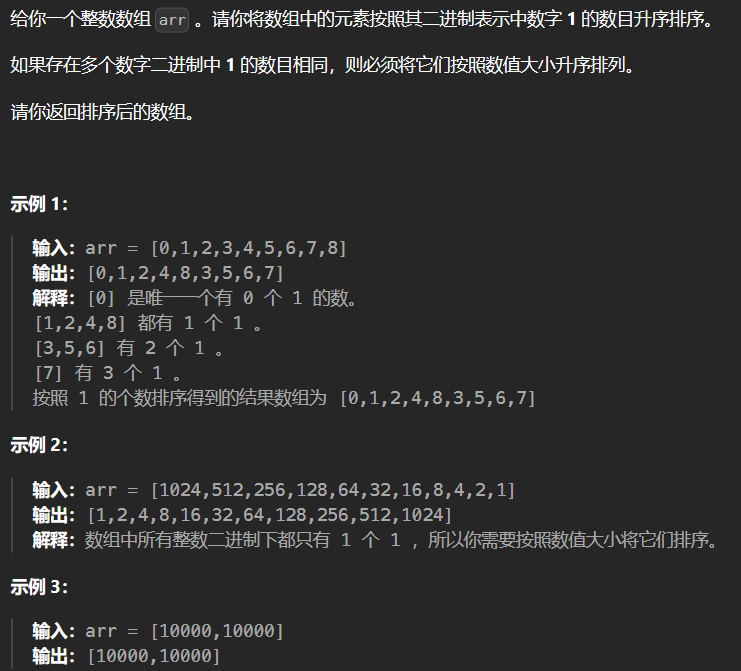 给你一个整数数组 arr 。请你将数组中的元素按照其二进制表示中数字 1 的数目升序排序。
如果存在多个数字二进制中 1 的数目相同，则必须将它们按照数值大小升序排列。
请你返回排序后的数组。
示例 1：
输入：arr = [0,1,2,3,4,5,6,7,8]
输出：[0,1,2,4,8,3,5,6,7]
解释：[0] 是唯一一个有 0 个 1 的数。
[1,2,4,8] 都有 1 个 1 。
[3,5,6] 有 2 个 1 。
[7] 有 3 个 1 。
按照 1 的个数排序得到的结果数组为 [0,1,2,4,8,3,5,6,7]
示例 2：
输入：arr = [1024,512,256,128,64,32,16,8,4,2,1]
输出：[1,2,4,8,16,32,64,128,256,512,1024]
解释：数组中所有整数二进制下都只有 1 个 1 ，所以你需要按照数值大小将它们排序。
示例 3：
输入：arr = [10000,10000]
输出：[10000,10000]